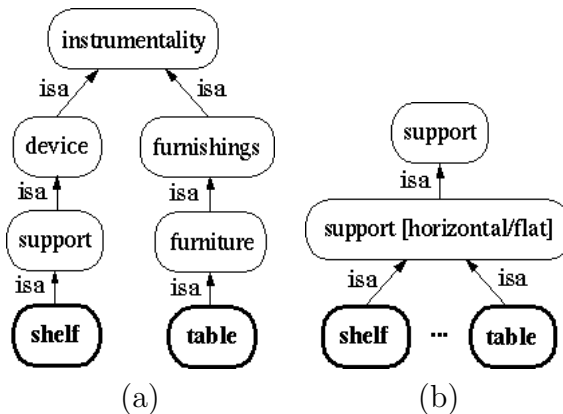 instrumentality
isa isa
device furnishings
isa isa
support furniture
isa isa
shelf table
(a)
support
isa
support [horizontal/flat]
isa isa
shelf ... table
(b)